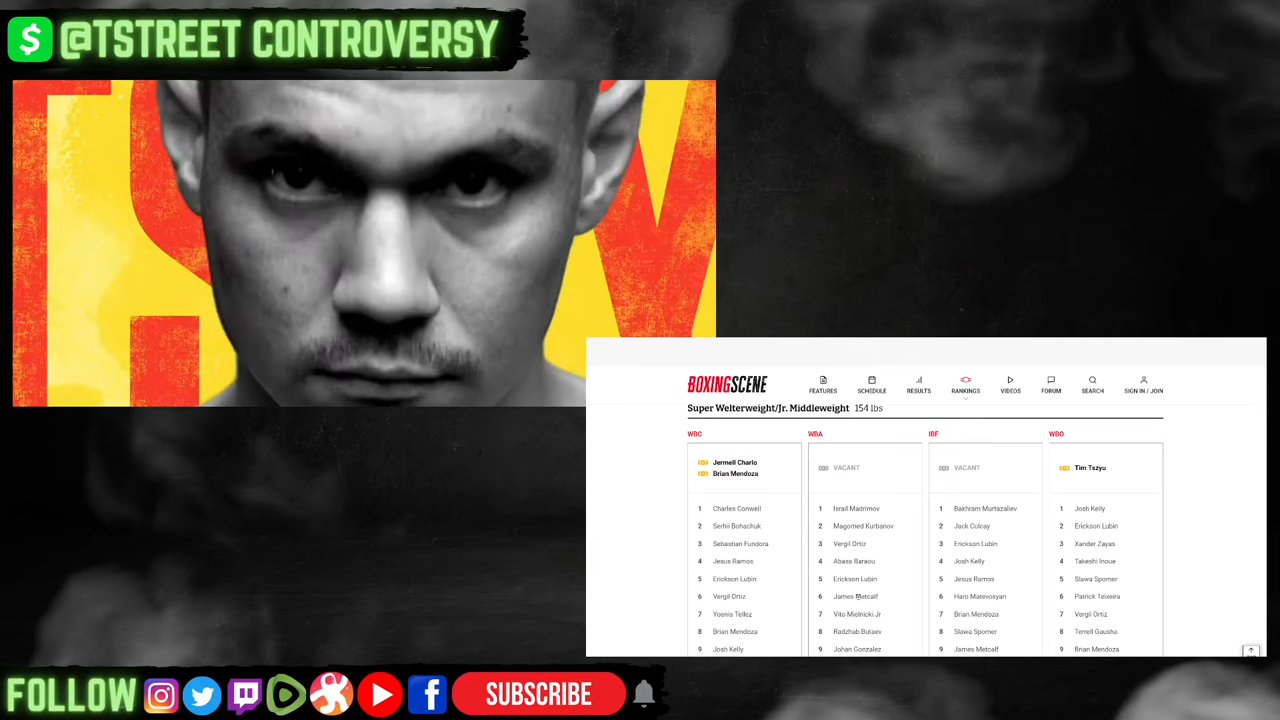 $ @TSTREET CONTROVERSY
TS
V
BOXINGSCENE
FEATURES SCHEDULE RESULTS RANKINGS VIDEOS FORUM SEARCH SIGN IN / JOIN
Super Welterweight/Jr. Middleweight 154 lbs
WBC
Jermell Charlo
Brian Mendoza
1 Charles Conwell
2 Serhii Bohachuk
3 Sebastian Fundora
4 Jesus Ramos
5 Erickson Lubin
6 Vergil Ortiz
7 Yoenis Tellez
8 Brian Mendoza
9 Josh Kelly
WBA
VACANT
1 Israil Madrimov
2 Magomed Kurbanov
3 Vergil Ortiz
4 Abass Baraou
5 Erickson Lubin
6 James Metcalf
7 Vito Mielnicki Jr
8 Radzhab Butaev
9 Johan Gonzalez
IBF
VACANT
1 Bakhram Murtazaliev
2 Jack Culcay
3 Erickson Lubin
4 Josh Kelly
5 Jesus Ramos
6 Haro Matevosyan
7 Brian Mendoza
8 Slawa Spomer
9 James Metcalf
WBO
Tim Tszyu
1 Josh Kelly
2 Erickson Lubin
3 Xander Zayas
4 Takeshi Inoue
5 Slawa Spomer
6 Patrick Teixeira
7 Vergil Ortiz
8 Terrell Gausha
9 Brian Mendoza
FOLLOW
SUBSCRIBE